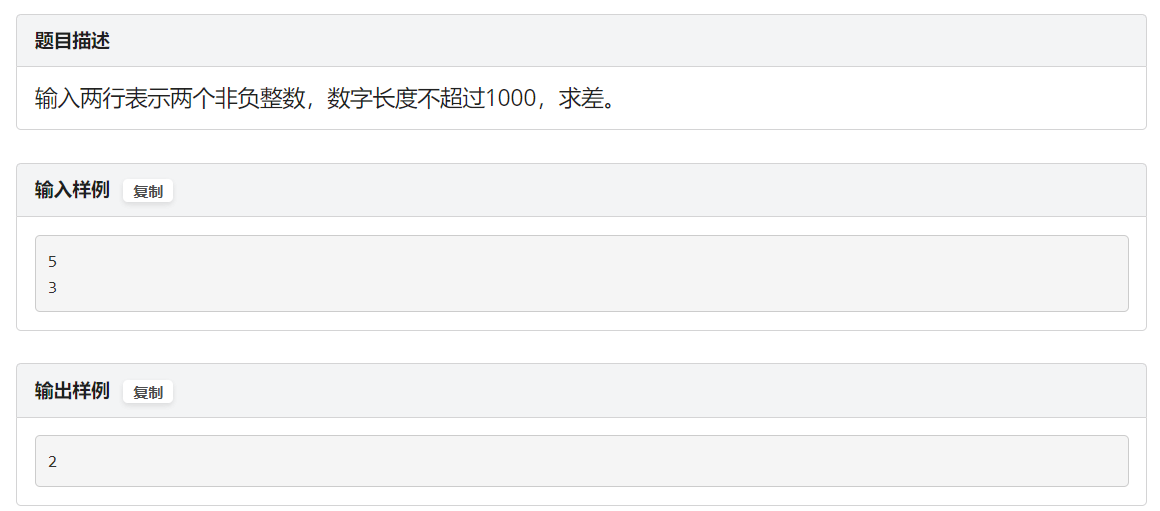 题目描述
输入两行表示两个非负整数，数字长度不超过1000，求差。
输入样例 复制
5
3
输出样例 复制
2